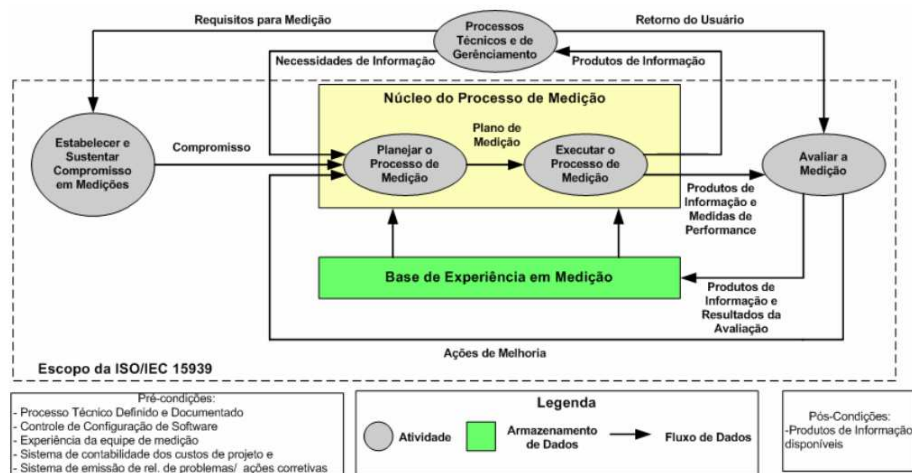 Requisitos para Medição
Processos
Técnicos e de
Gerênciamento
Retorno do Usuário
Necessidades de Informação
Produtos de Informação
Núcleo do Processo de Medição
Estabelecer e
Sustentar
Compromisso
em Medições
Compromisso
Planejar o
Processo de
Medição
Plano de
Medição
Executar o
Processo de
Medição
Avaliar a
Medição
Produtos de
Informação e
Medidas de
Performance
Base de Experiência em Medição
Produtos de
Informação e
Resultados da
Avaliação
Ações de Melhoria
Escopo da ISO/IEC 15939
Pré-condições:
- Processo Técnico Definido e Documentado
- Controle de Configuração de Software
- Experiência da equipe de medição
- Sistema de contabilidade dos custos de projeto e
- Sistema de emissão de rel. de problemas/ ações corretivas
Legenda
Atividade
Armazenamento
de Dados
Fluxo de Dados
Pós-Condições:
-Produtos de Informação
disponíveis